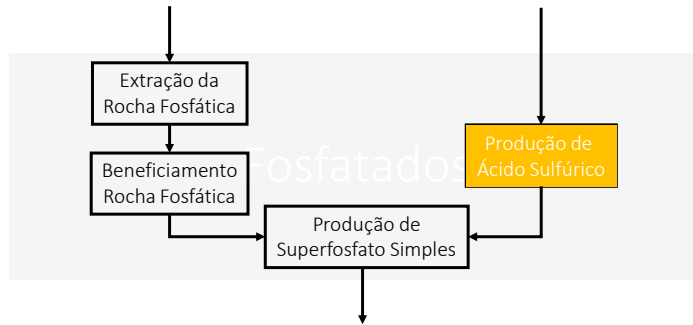 Extração da
Rocha Fosfática
Beneficiamento
Rocha Fosfática
Fosfatados
Produção de
Ácido Sulfúrico
Produção de
Superfosfato Simples